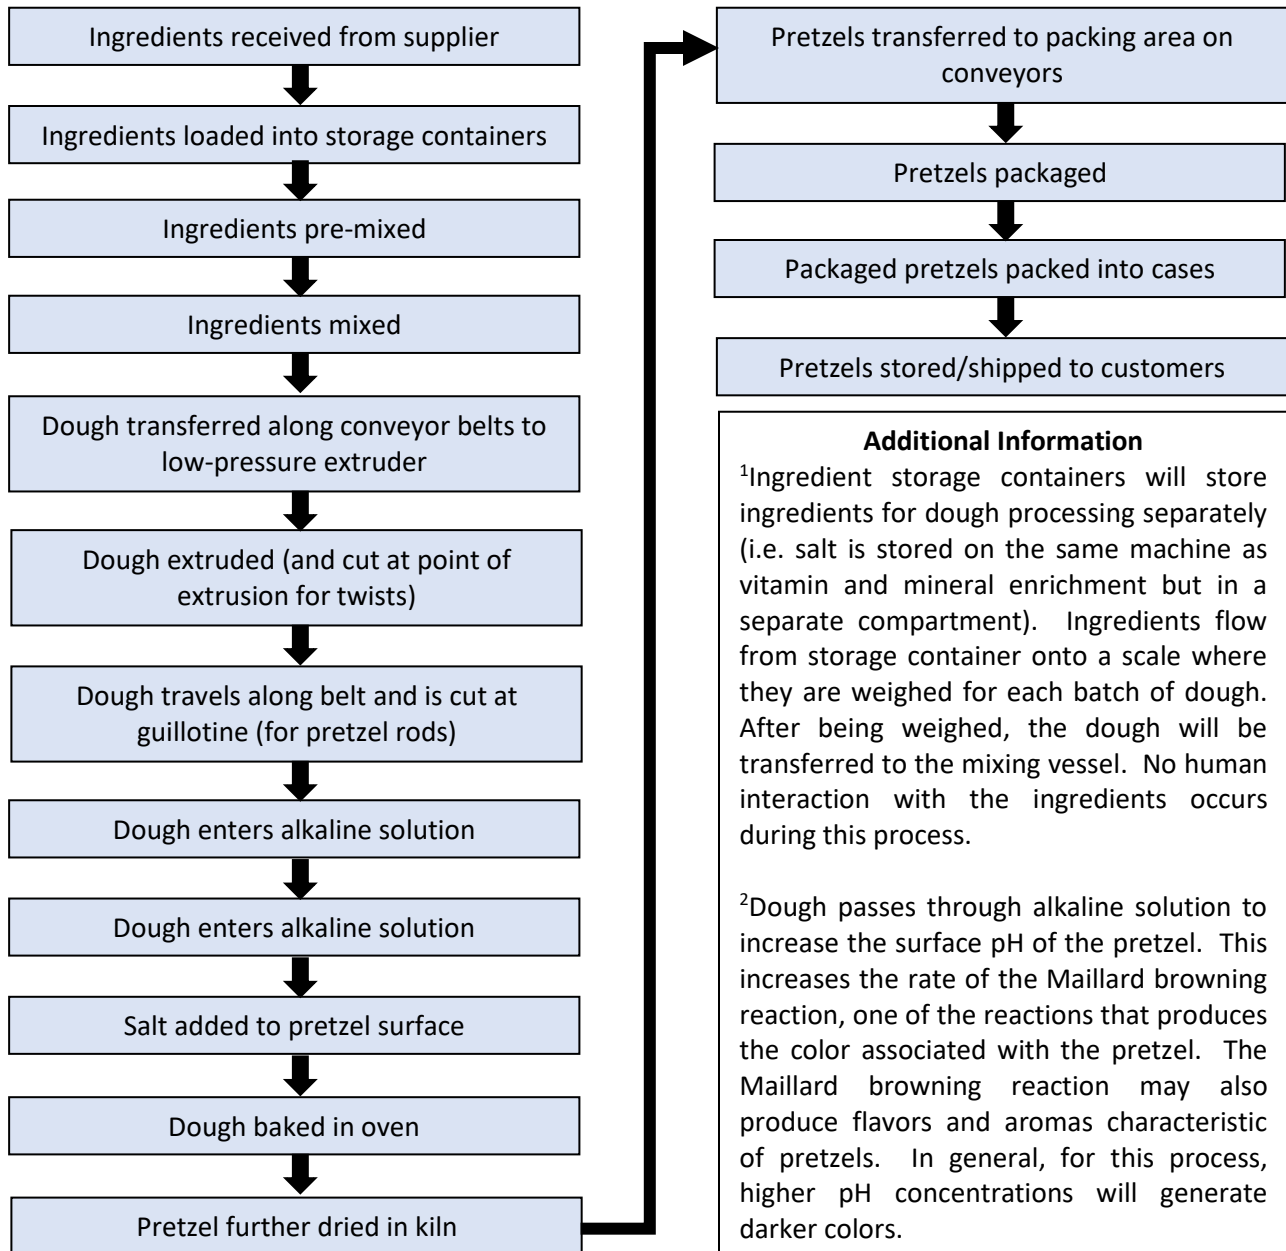 Ingredients received from supplier
Ingredients loaded into storage containers
Ingredients pre-mixed
Ingredients mixed
Dough transferred along conveyor belts to
low-pressure extruder
Dough extruded (and cut at point of
extrusion for twists)
Dough travels along belt and is cut at
guillotine (for pretzel rods)
Dough enters alkaline solution
Dough enters alkaline solution
Salt added to pretzel surface
Dough baked in oven
Pretzel further dried in kiln
Pretzels transferred to packing area on
conveyors
Pretzels packaged
Packaged pretzels packed into cases
Pretzels stored/shipped to customers
Additional Information
¹Ingredient storage containers will store
ingredients for dough processing separately
(i.e. salt is stored on the same machine as
vitamin and mineral enrichment but in a
separate compartment). Ingredients flow
from storage container onto a scale where
they are weighed for each batch of dough.
After being weighed, the dough will be
transferred to the mixing vessel. No human
interaction with the ingredients occurs
during this process.
²Dough passes through alkaline solution to
increase the surface pH of the pretzel. This
increases the rate of the Maillard browning
reaction, one of the reactions that produces
the color associated with the pretzel. The
Maillard browning reaction may also
produce flavors and aromas characteristic
of pretzels. In general, for this process,
higher pH concentrations will generate
darker colors.